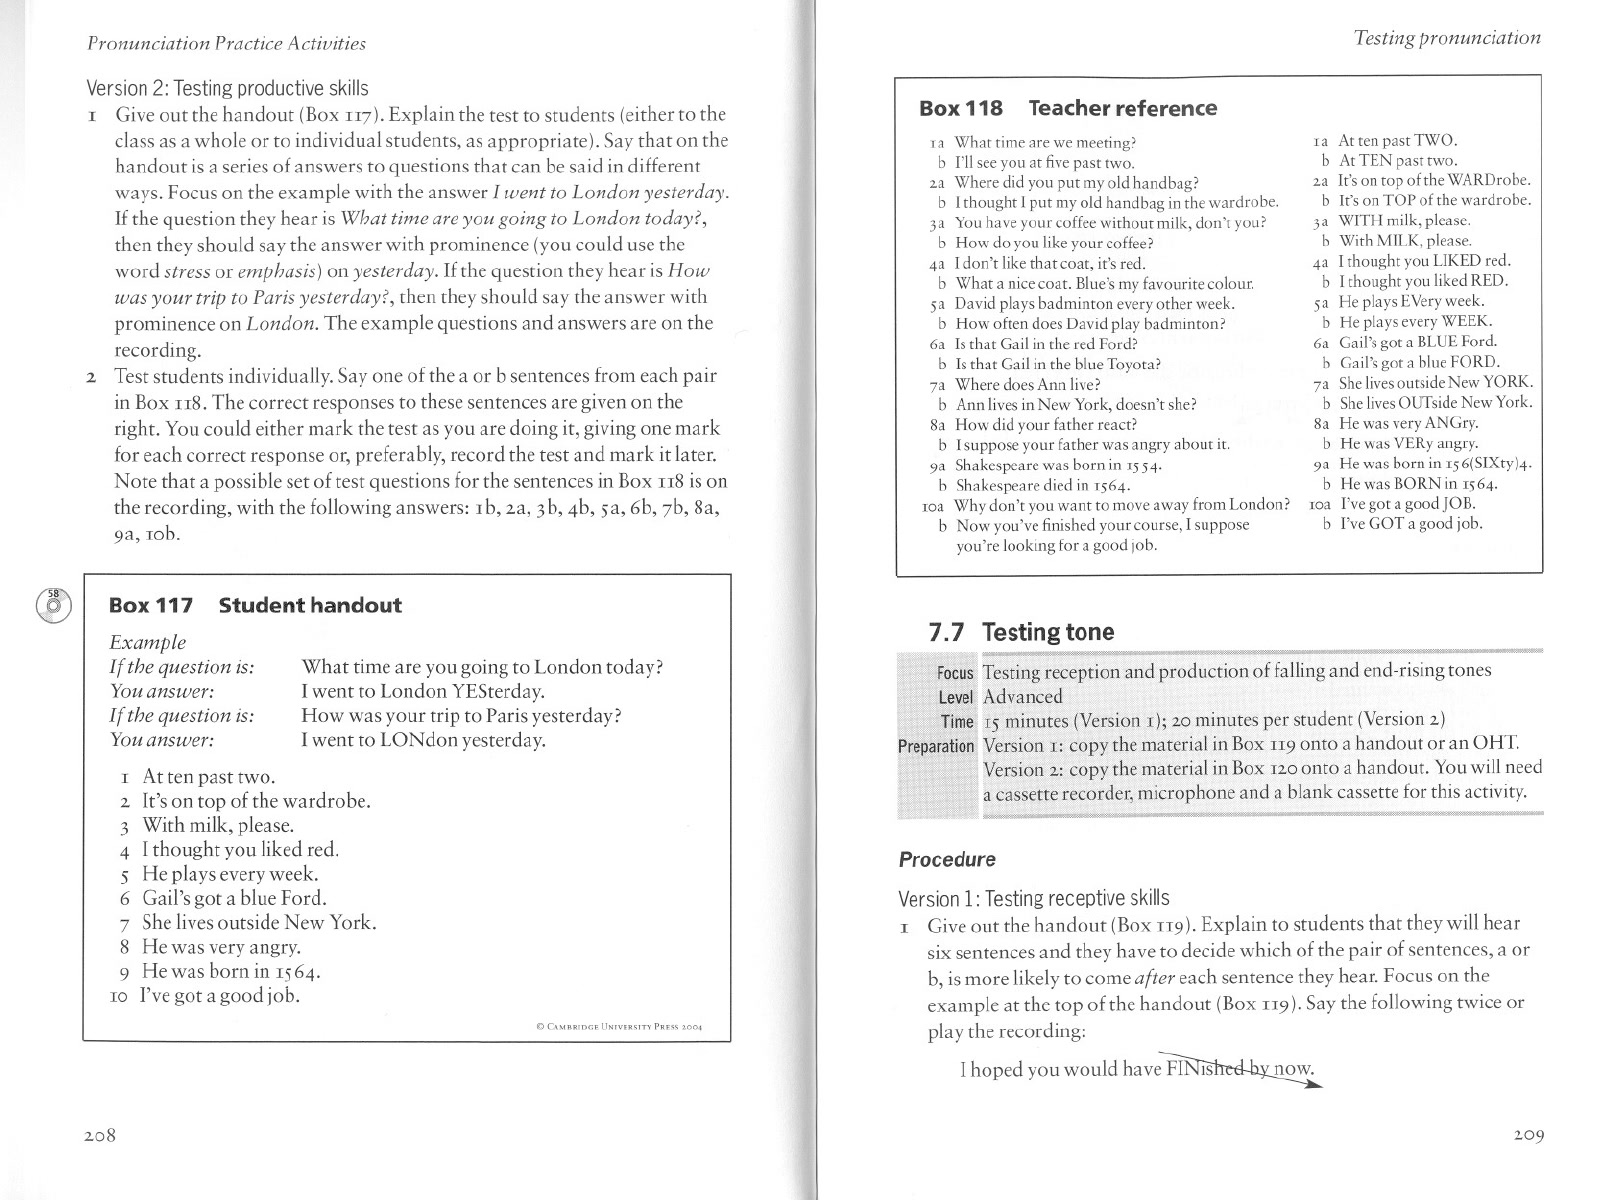 Pronunciation Practice Activities
Version 2: Testing productive skills
1 Give out the handout (Box 117). Explain the test to students (either to the
class as a whole or to individual students, as appropriate). Say that on the
handout is a series of answers to questions that can be said in different
ways. Focus on the example with the answer I went to London yesterday.
If the question they hear is What time are you going to London today?,
then they should say the answer with prominence (you could use the
word stress or emphasis) on yesterday. If the question they hear is How
was your trip to Paris yesterday?, then they should say the answer with
prominence on London. The example questions and answers are on the
recording.
2 Test students individually. Say one of the a or b sentences from each pair
in Box 118. The correct responses to these sentences are given on the
right. You could either mark the test as you are doing it, giving one mark
for each correct response or, preferably, record the test and mark it later.
Note that a possible set of test questions for the sentences in Box 118 is on
the recording, with the following answers: 1b, 2a, 3b, 4b, 5a, 6b, 7b, 8a,
9a, 10b.
58
Box 117 Student handout
Example
If the question is: What time are you going to London today?
You answer: I went to London YESterday.
If the question is: How was your trip to Paris yesterday?
You answer: I went to LONdon yesterday.
1 At ten past two.
2 It's on top of the wardrobe.
3 With milk, please.
4 I thought you liked red.
5 He plays every week.
6 Gail's got a blue Ford.
7 She lives outside New York.
8 He was very angry.
9 He was born in 1564.
10 I've got a good job.
© CAMBRIDGE UNIVERSITY PRESS 2004
208
Testing pronunciation
Box 118 Teacher reference
1a What time are we meeting? 1a At ten past TWO.
b I'll see you at five past two. b At TEN past two.
2a Where did you put my old handbag? 2a It's on top of the WARDrobe.
b I thought I put my old handbag in the wardrobe. b It's on TOP of the wardrobe.
3a You have your coffee without milk, don't you? 3a WITH milk, please.
b How do you like your coffee? b With MILK, please.
4a I don't like that coat, it's red. 4a I thought you LIKED red.
b What a nice coat. Blue's my favourite colour. b I thought you liked RED.
5a David plays badminton every other week. 5a He plays EVery week.
b How often does David play badminton? b He plays every WEEK.
6a Is that Gail in the red Ford? 6a Gail's got a BLUE Ford.
b Is that Gail in the blue Toyota? b Gail's got a blue FORD.
7a Where does Ann live? 7a She lives outside New YORK.
b Ann lives in New York, doesn't she? b She lives OUTside New York.
8a How did your father react? 8a He was very ANGry.
b I suppose your father was angry about it. b He was VERy angry.
9a Shakespeare was born in 1554. 9a He was born in 156(SIXty)4.
b Shakespeare died in 1564. b He was BORN in 1564.
10a Why don't you want to move away from London? 10a I've got a good JOB.
b Now you've finished your course, I suppose b I've GOT a good job.
you're looking for a good job.
7.7 Testing tone
Focus Testing reception and production of falling and end-rising tones
Level Advanced
Time 15 minutes (Version 1); 20 minutes per student (Version 2)
Preparation Version 1: copy the material in Box 119 onto a handout or an OHT.
Version 2: copy the material in Box 120 onto a handout. You will need
a cassette recorder, microphone and a blank cassette for this activity.
Procedure
Version 1: Testing receptive skills
1 Give out the handout (Box 119). Explain to students that they will hear
six sentences and they have to decide which of the pair of sentences, a or
b, is more likely to come after each sentence they hear. Focus on the
example at the top of the handout (Box 119). Say the following twice or
play the recording:
I hoped you would have FINished by now.
209